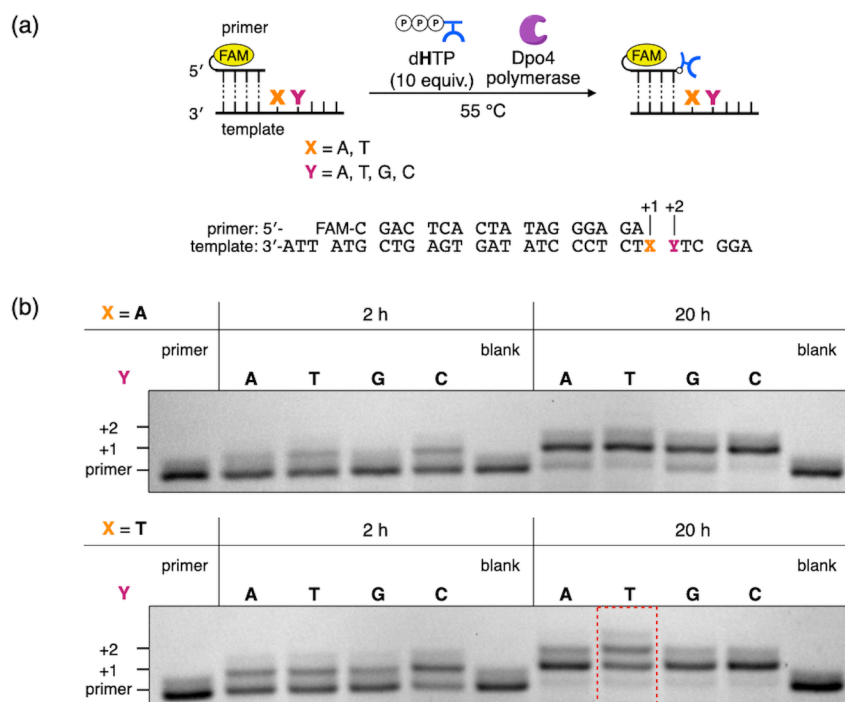 (a)
primer
FAM
5′
3′
template
X Y
P P P
dHTP
(10 equiv.)
Dpo4
polymerase
55 °C
FAM
X Y
X = A, T
Y = A, T, G, C
+1 +2
primer: 5′- FAM-C GAC TCA CTA TAG GGA GA
template: 3′-ATT ATG CTG AGT GAT ATC CCT CTX YTC GGA
(b)
X = A 2 h 20 h
primer blank blank
Y A T G C A T G C
+2
+1
primer
X = T 2 h 20 h
primer blank blank
Y A T G C A T G C
+2
+1
primer